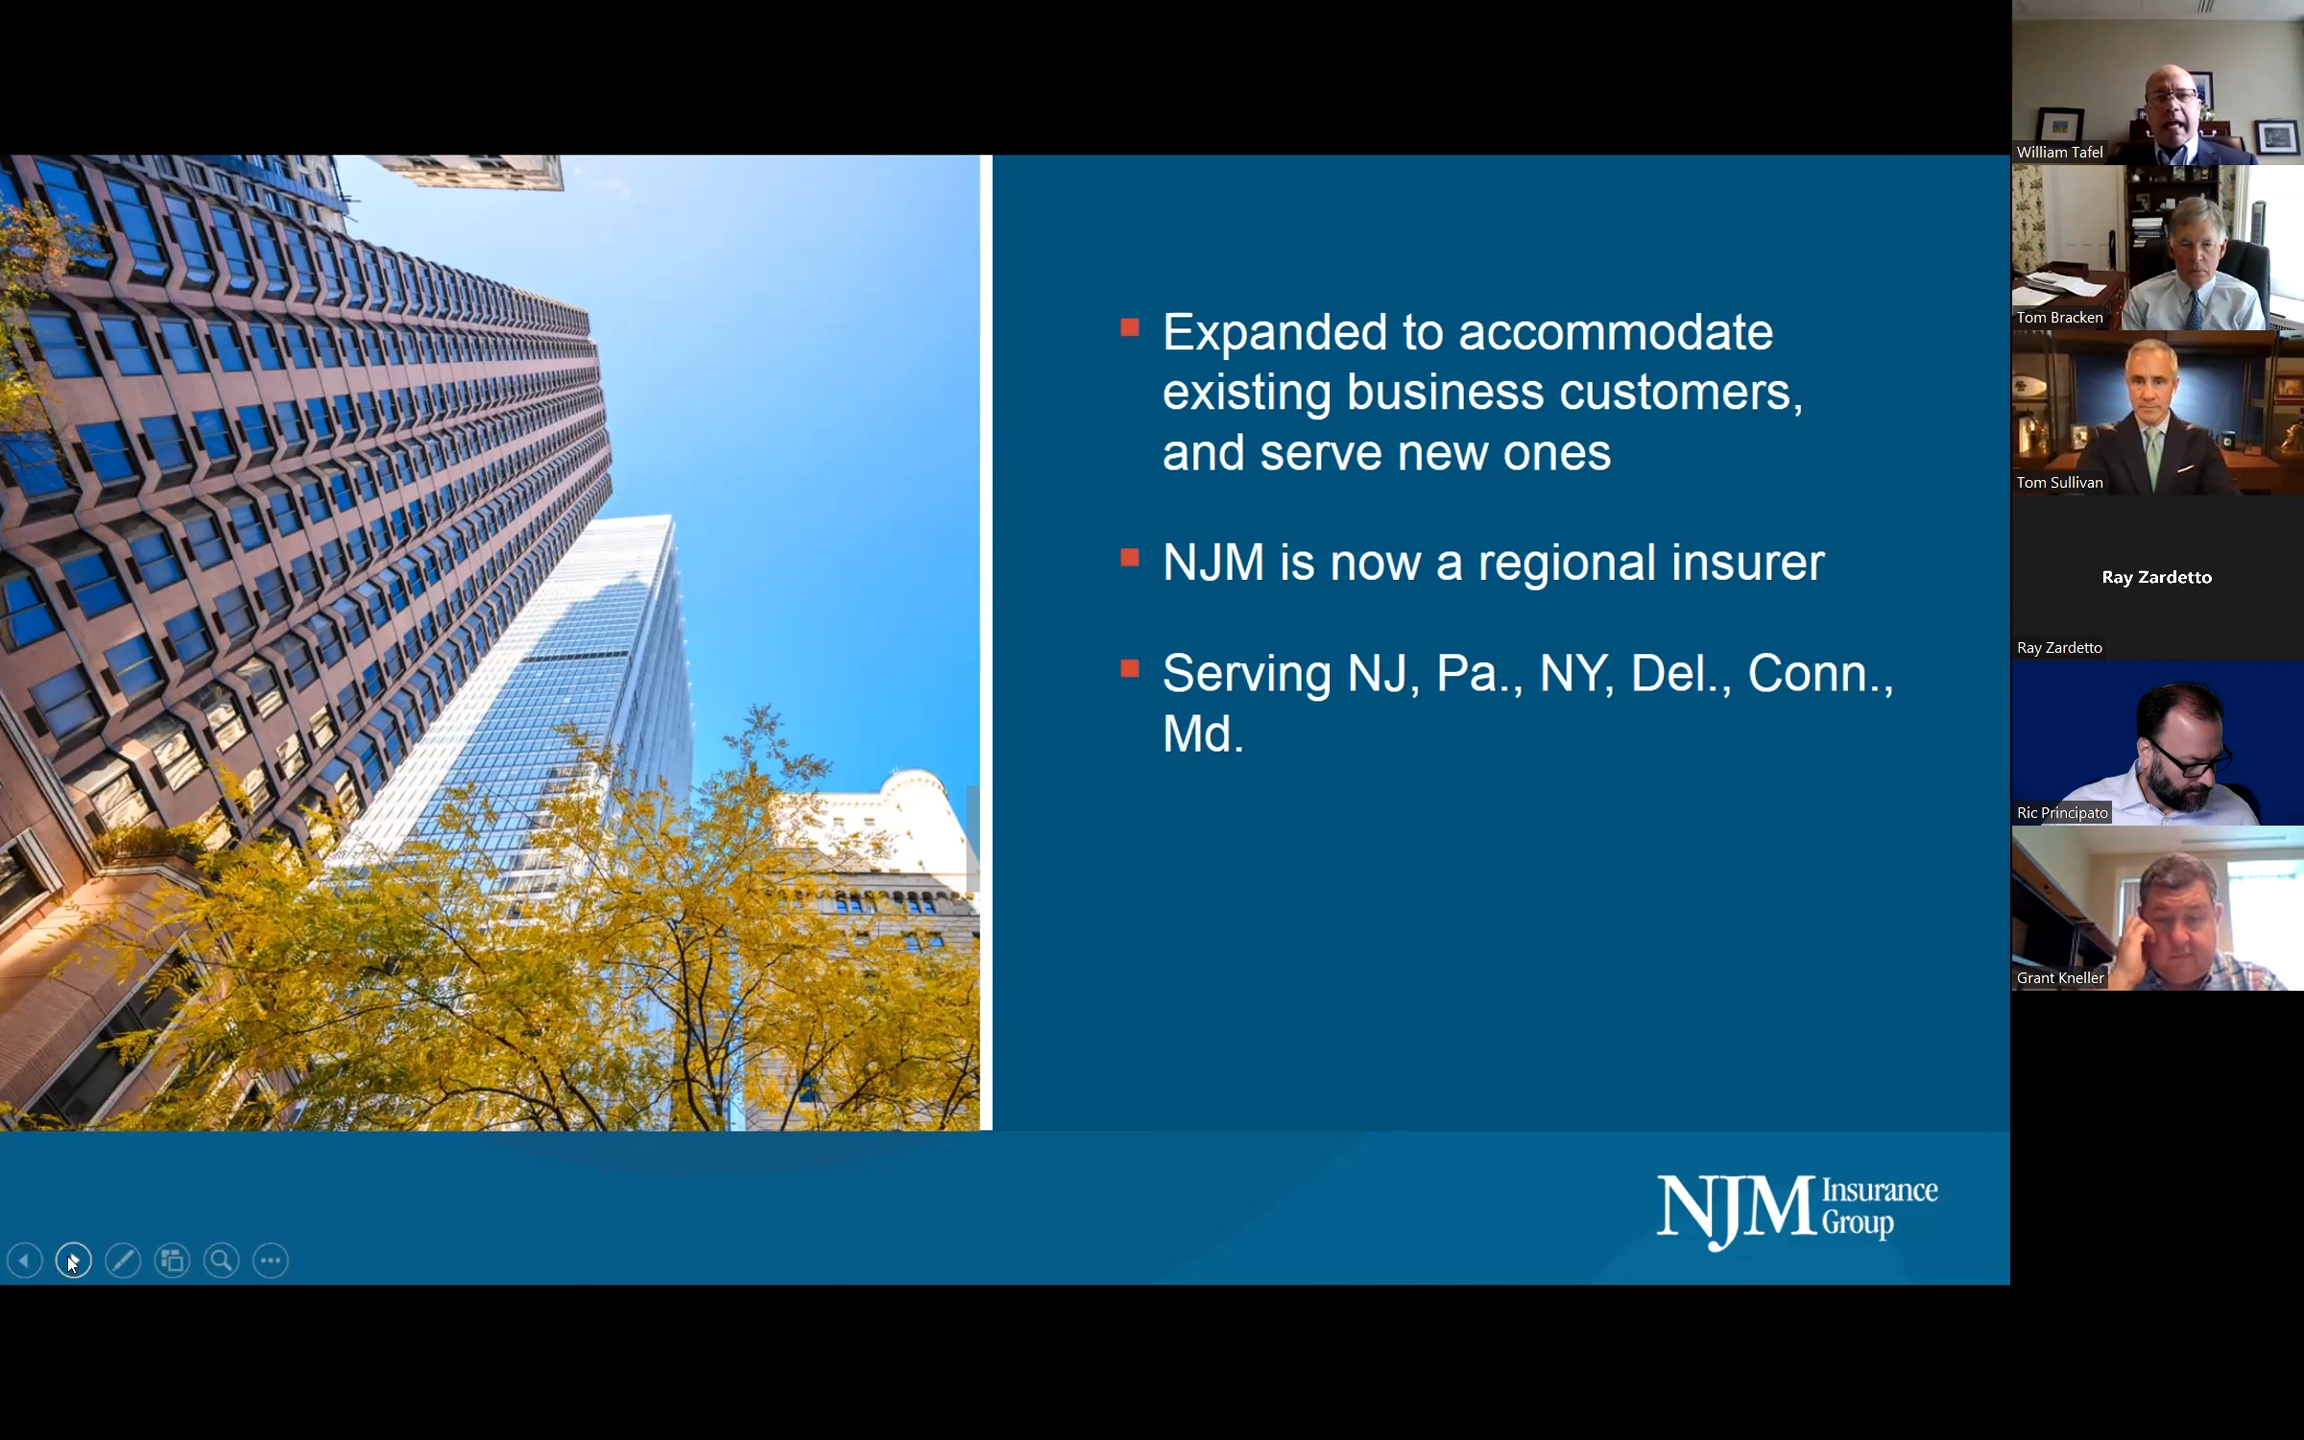 Expanded to accommodate
existing business customers,
and serve new ones
NJM is now a regional insurer
Serving NJ, Pa., NY, Del., Conn.,
Md.
NJM Insurance
Group
William Tafel
Tom Bracken
Tom Sullivan
Ray Zardetto
Ray Zardetto
Ric Principato
Grant Kneller